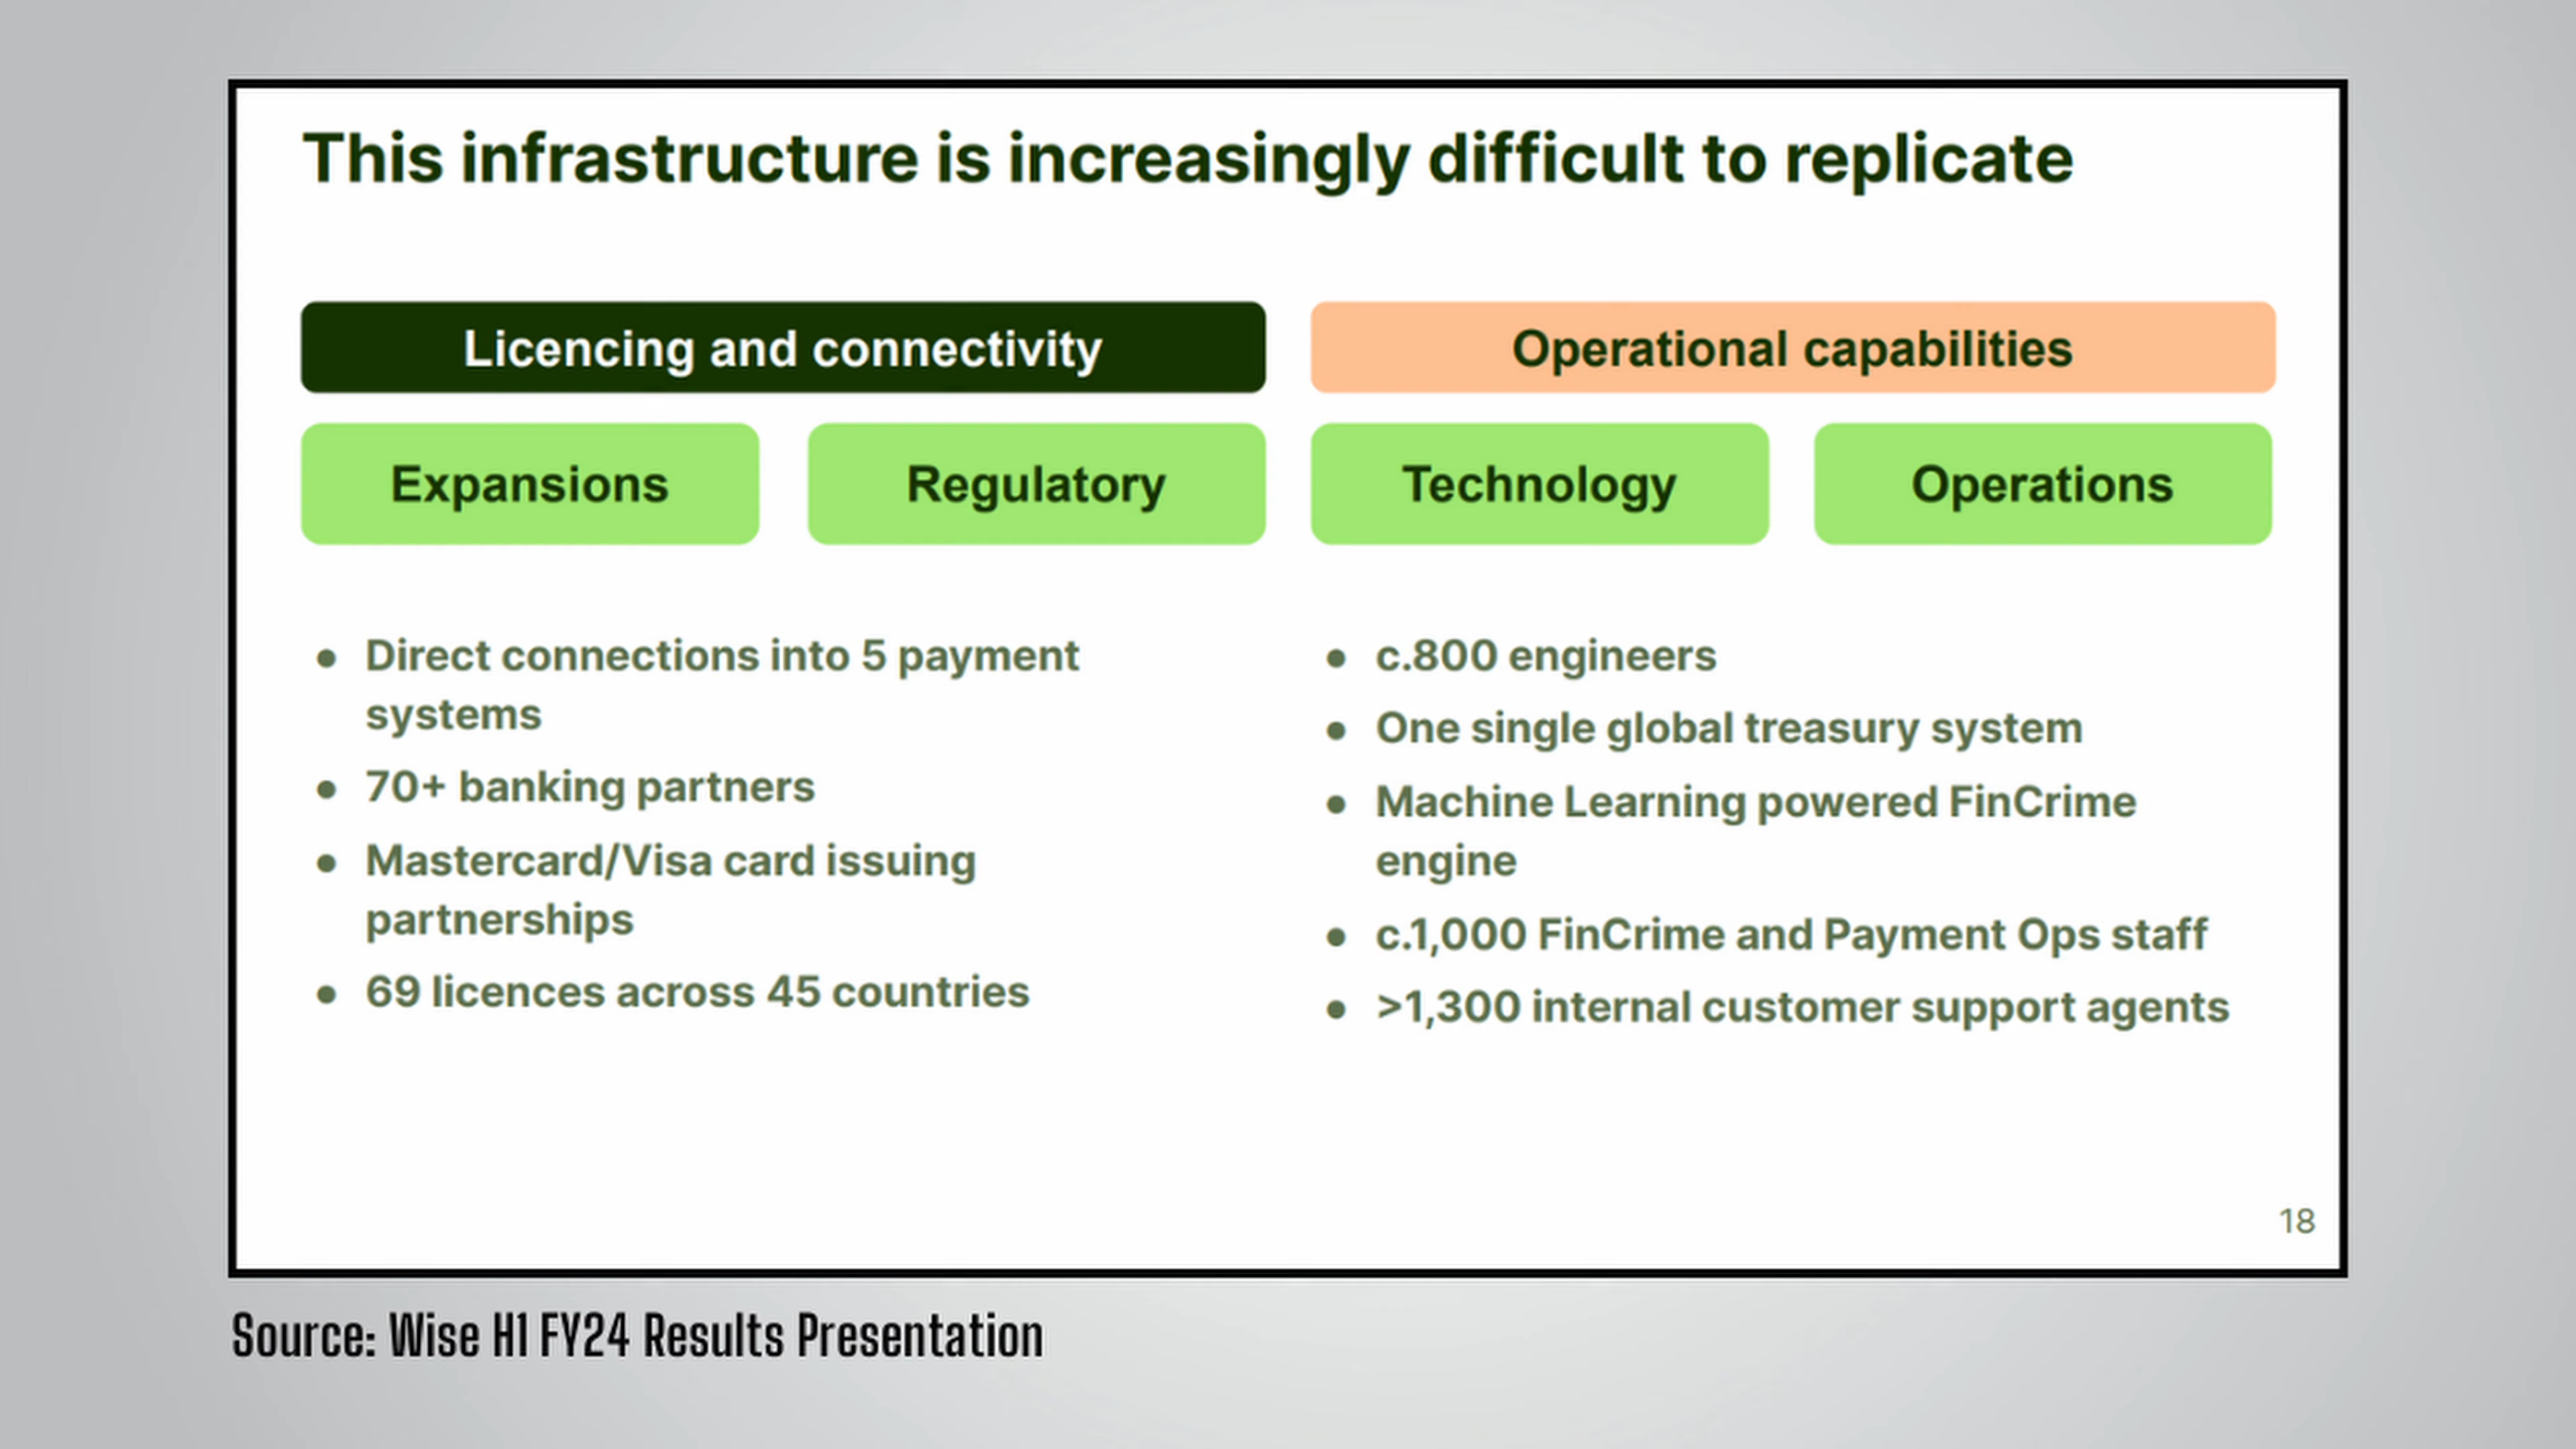 This infrastructure is increasingly difficult to replicate
Licencing and connectivity
Operational capabilities
Expansions
Regulatory
Technology
Operations
● Direct connections into 5 payment
systems
● 70+ banking partners
● Mastercard/Visa card issuing
partnerships
● 69 licences across 45 countries
● c.800 engineers
● One single global treasury system
● Machine Learning powered FinCrime
engine
● c.1,000 FinCrime and Payment Ops staff
● >1,300 internal customer support agents
18
Source: Wise H1 FY24 Results Presentation